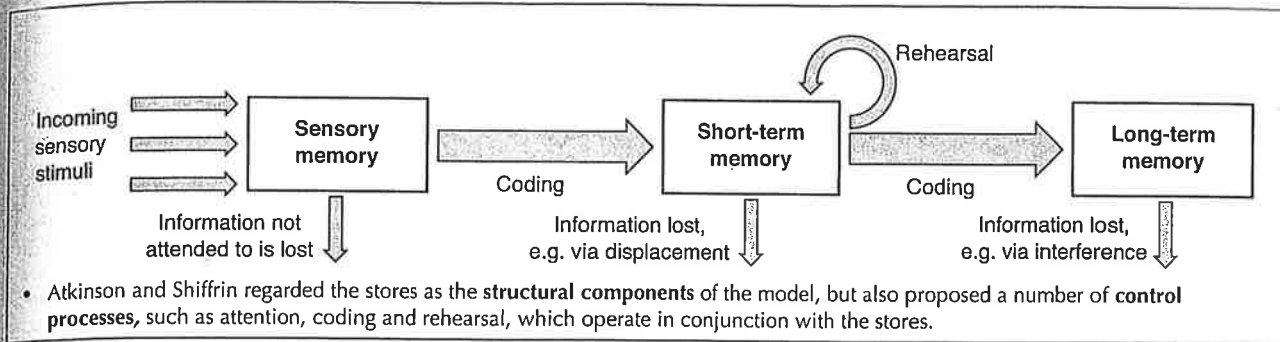 Rehearsal
Incoming
sensory
stimuli
Sensory
memory
Coding
Short-term
memory
Coding
Long-term
memory
Information not
attended to is lost
Information lost,
e.g. via displacement
Information lost,
e.g. via interference
• Atkinson and Shiffrin regarded the stores as the structural components of the model, but also proposed a number of control
processes, such as attention, coding and rehearsal, which operate in conjunction with the stores.